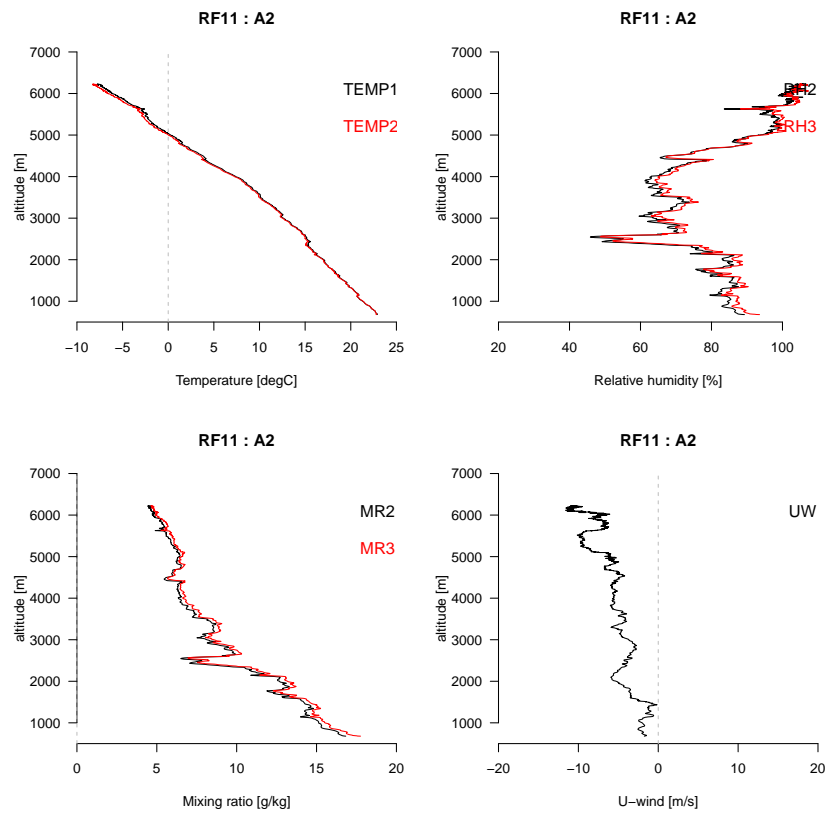 RF11 : A2
7000
6000
5000
4000
3000
2000
1000
altitude [m]
TEMP1
TEMP2
−10 −5 0 5 10 15 20 25
Temperature [degC]
RF11 : A2
7000
6000
5000
4000
3000
2000
1000
altitude [m]
RH2
RH3
20 40 60 80 100
Relative humidity [%]
RF11 : A2
7000
6000
5000
4000
3000
2000
1000
altitude [m]
MR2
MR3
0 5 10 15 20
Mixing ratio [g/kg]
RF11 : A2
7000
6000
5000
4000
3000
2000
1000
altitude [m]
UW
−20 −10 0 10 20
U−wind [m/s]